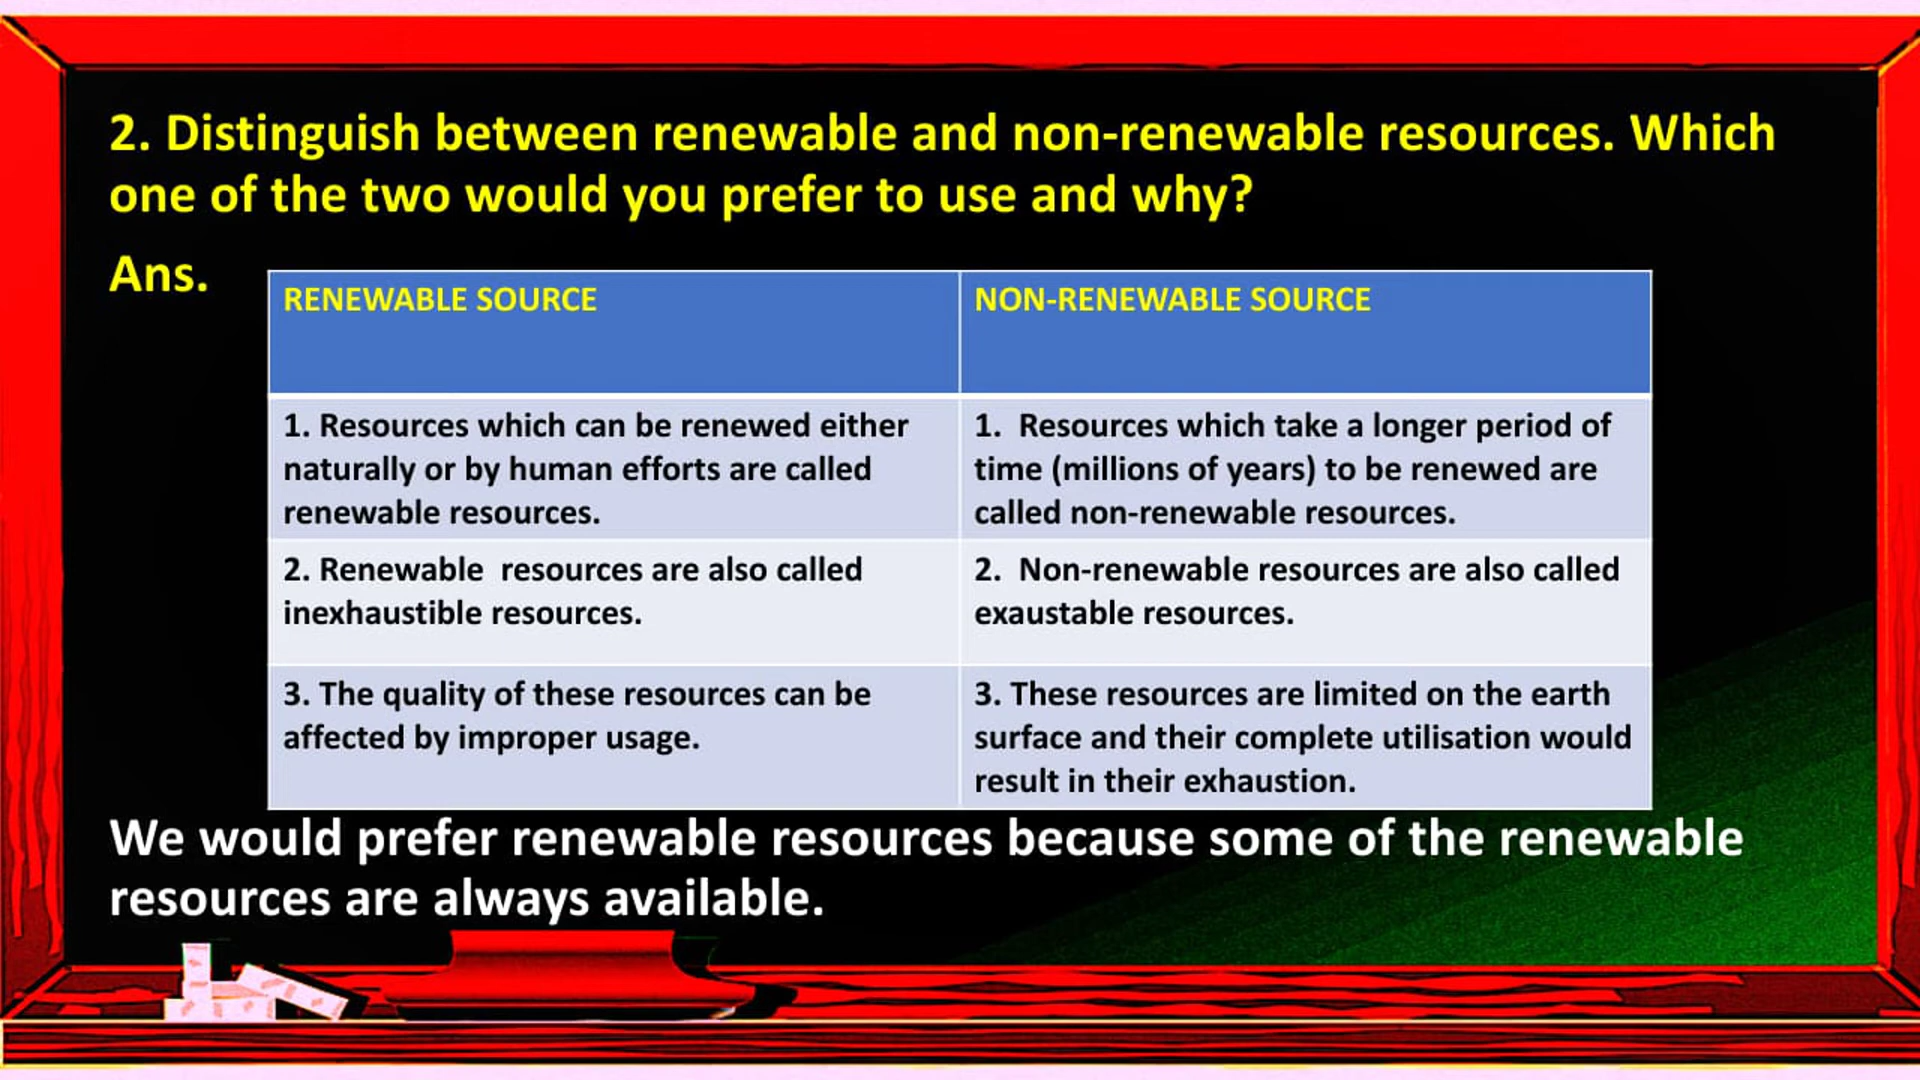 2. Distinguish between renewable and non-renewable resources. Which
one of the two would you prefer to use and why?
Ans.
RENEWABLE SOURCE
NON-RENEWABLE SOURCE
1. Resources which can be renewed either
naturally or by human efforts are called
renewable resources.
1. Resources which take a longer period of
time (millions of years) to be renewed are
called non-renewable resources.
2. Renewable resources are also called
inexhaustible resources.
2. Non-renewable resources are also called
exaustable resources.
3. The quality of these resources can be
affected by improper usage.
3. These resources are limited on the earth
surface and their complete utilisation would
result in their exhaustion.
We would prefer renewable resources because some of the renewable
resources are always available.